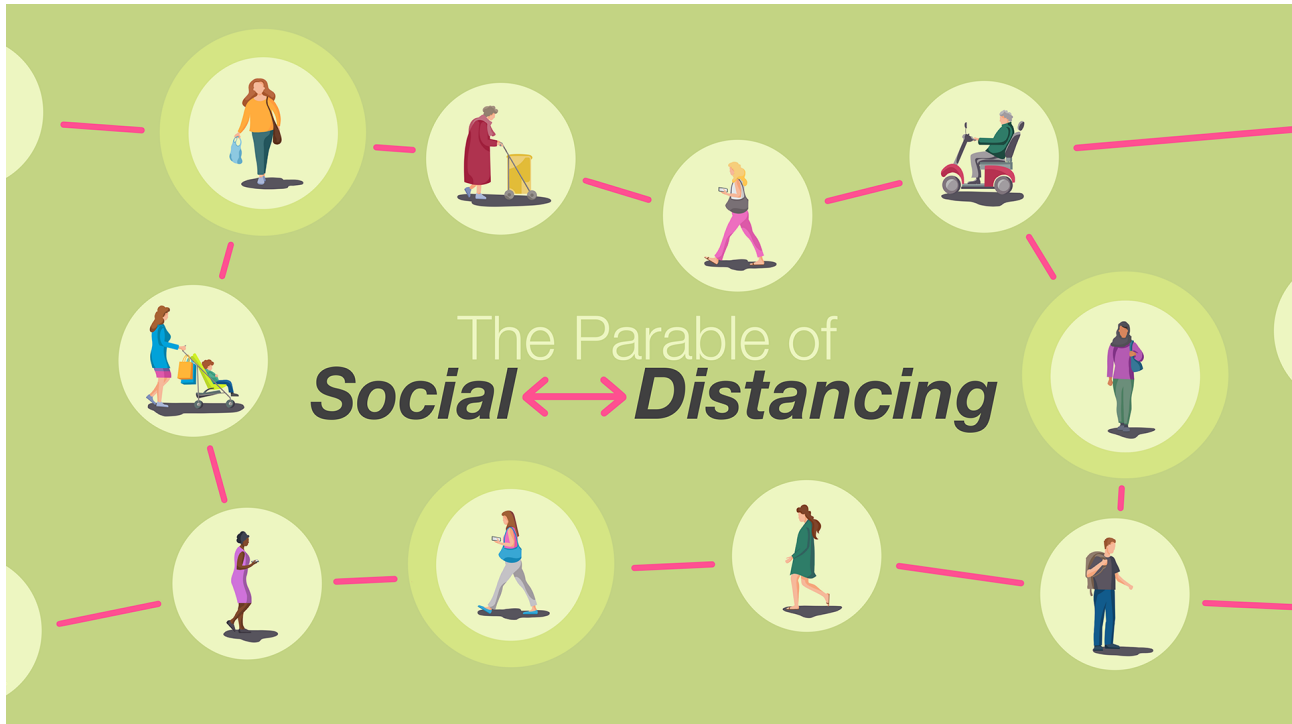 The Parable of
Social Distancing